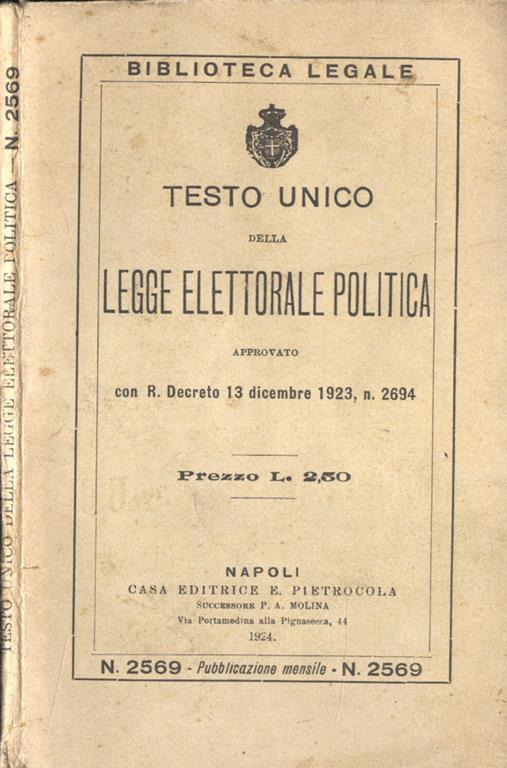 BIBLIOTECA LEGALE
TESTO UNICO
DELLA
LEGGE ELETTORALE POLITICA
APPROVATO
con R. Decreto 13 dicembre 1923, n. 2694
Prezzo L. 2,50
NAPOLI
CASA EDITRICE E. PIETROCOLA
SUCCESSORE P. A. MOLINA
Via Portamedina alla Pignasecca, 44
1924.
N. 2569 - Pubblicazione mensile - N. 2569
TESTO UNICO DELLA LEGGE ELETTORALE POLITICA - N. 2569